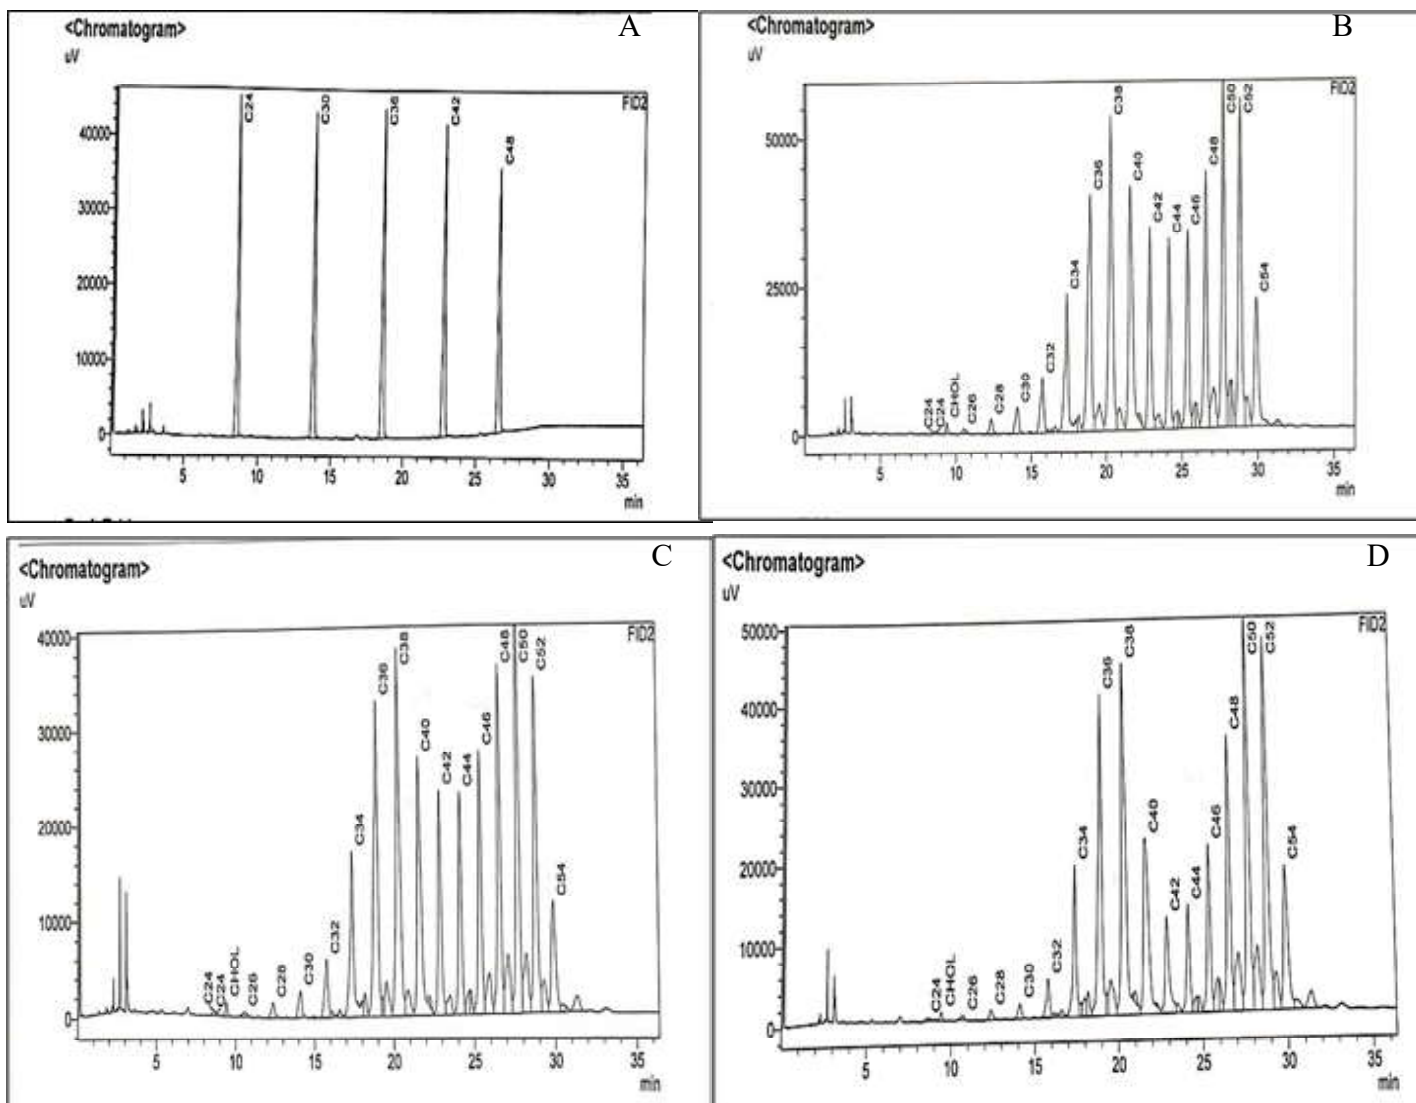 <Chromatogram>
A
uV
C24
C30
C36
C42
C48
FID2
40000
30000
20000
10000
0
5
10
15
20
25
30
35
min
<Chromatogram>
B
uV
C24
C24
CHOL
C26
C28
C30
C32
C34
C36
C38
C40
C42
C44
C46
C48
C50
C52
C54
FID2
50000
25000
0
5
10
15
20
25
30
35
min
<Chromatogram>
C
uV
C24
C24
CHOL
C26
C28
C30
C32
C34
C36
C38
C40
C42
C44
C46
C48
C50
C52
C54
FID2
40000
30000
20000
10000
0
5
10
15
20
25
30
35
min
<Chromatogram>
D
uV
C24
CHOL
C26
C28
C30
C32
C34
C36
C38
C40
C42
C44
C46
C48
C50
C52
C54
FID2
50000
40000
30000
20000
10000
0
5
10
15
20
25
30
35
min